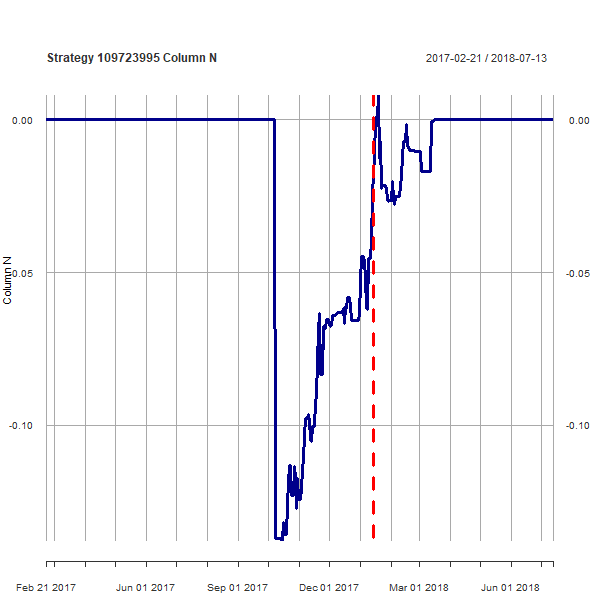 Strategy 109723995 Column N
2017-02-21 / 2018-07-13
0.00
0.00
-0.05
-0.05
-0.10
-0.10
Column N
Feb 21 2017
Jun 01 2017
Sep 01 2017
Dec 01 2017
Mar 01 2018
Jun 01 2018